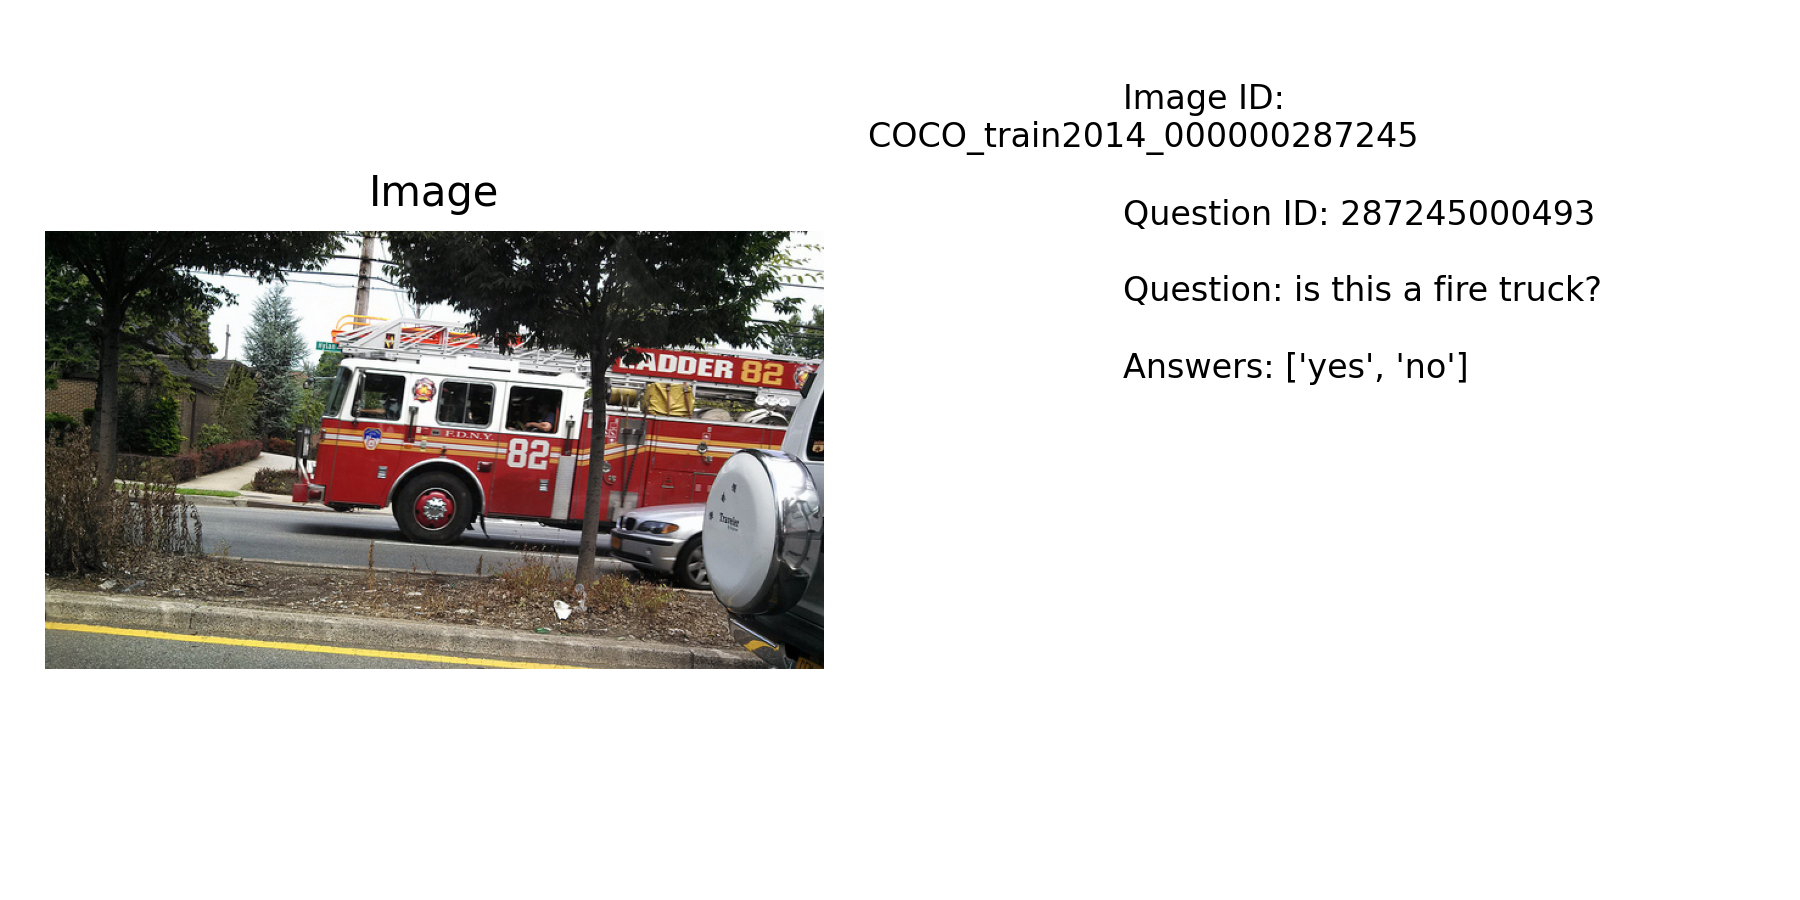 Image ID:
COCO_train2014_000000287245
Question ID: 287245000493
Question: is this a fire truck?
Answers: ['yes', 'no']
Image
Hylan
LADDER 82
F.D.N.Y.
82
Traveler